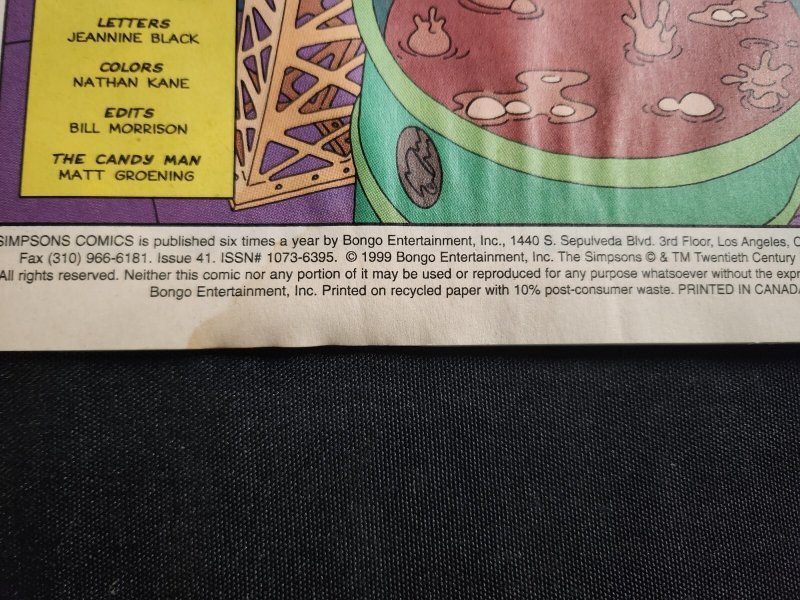 LETTERS
JEANNINE BLACK
COLORS
NATHAN KANE
EDITS
BILL MORRISON
THE CANDY MAN
MATT GROENING
SIMPSONS COMICS is published six times a year by Bongo Entertainment, Inc., 1440 S. Sepulveda Blvd. 3rd Floor, Los Angeles,
Fax (310) 966-6181. Issue 41. ISSN# 1073-6395. © 1999 Bongo Entertainment, Inc. The Simpsons © & TM Twentieth Century
All rights reserved. Neither this comic nor any portion of it may be used or reproduced for any purpose whatsoever without the
Bongo Entertainment, Inc. Printed on recycled paper with 10% post-consumer waste. PRINTED IN CANADA